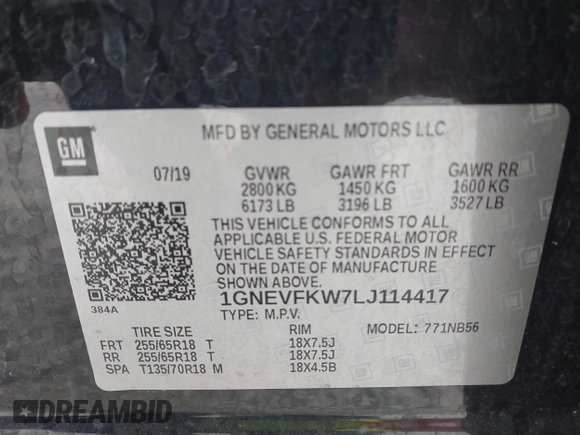 GM
MFD BY GENERAL MOTORS LLC
07/19 GVWR GAWR FRT GAWR RR
2800 KG 1450 KG 1600 KG
6173 LB 3196 LB 3527 LB
THIS VEHICLE CONFORMS TO ALL
APPLICABLE U.S. FEDERAL MOTOR
VEHICLE SAFETY STANDARDS IN EFFECT
ON THE DATE OF MANUFACTURE
SHOWN ABOVE.
384A
1GNEVFKW7LJ114417
TYPE: M.P.V. MODEL: 771NB56
TIRE SIZE RIM
FRT 255/65R18 T 18X7.5J
RR 255/65R18 T 18X7.5J
SPA T135/70R18 M 18X4.5B
DREAMBID